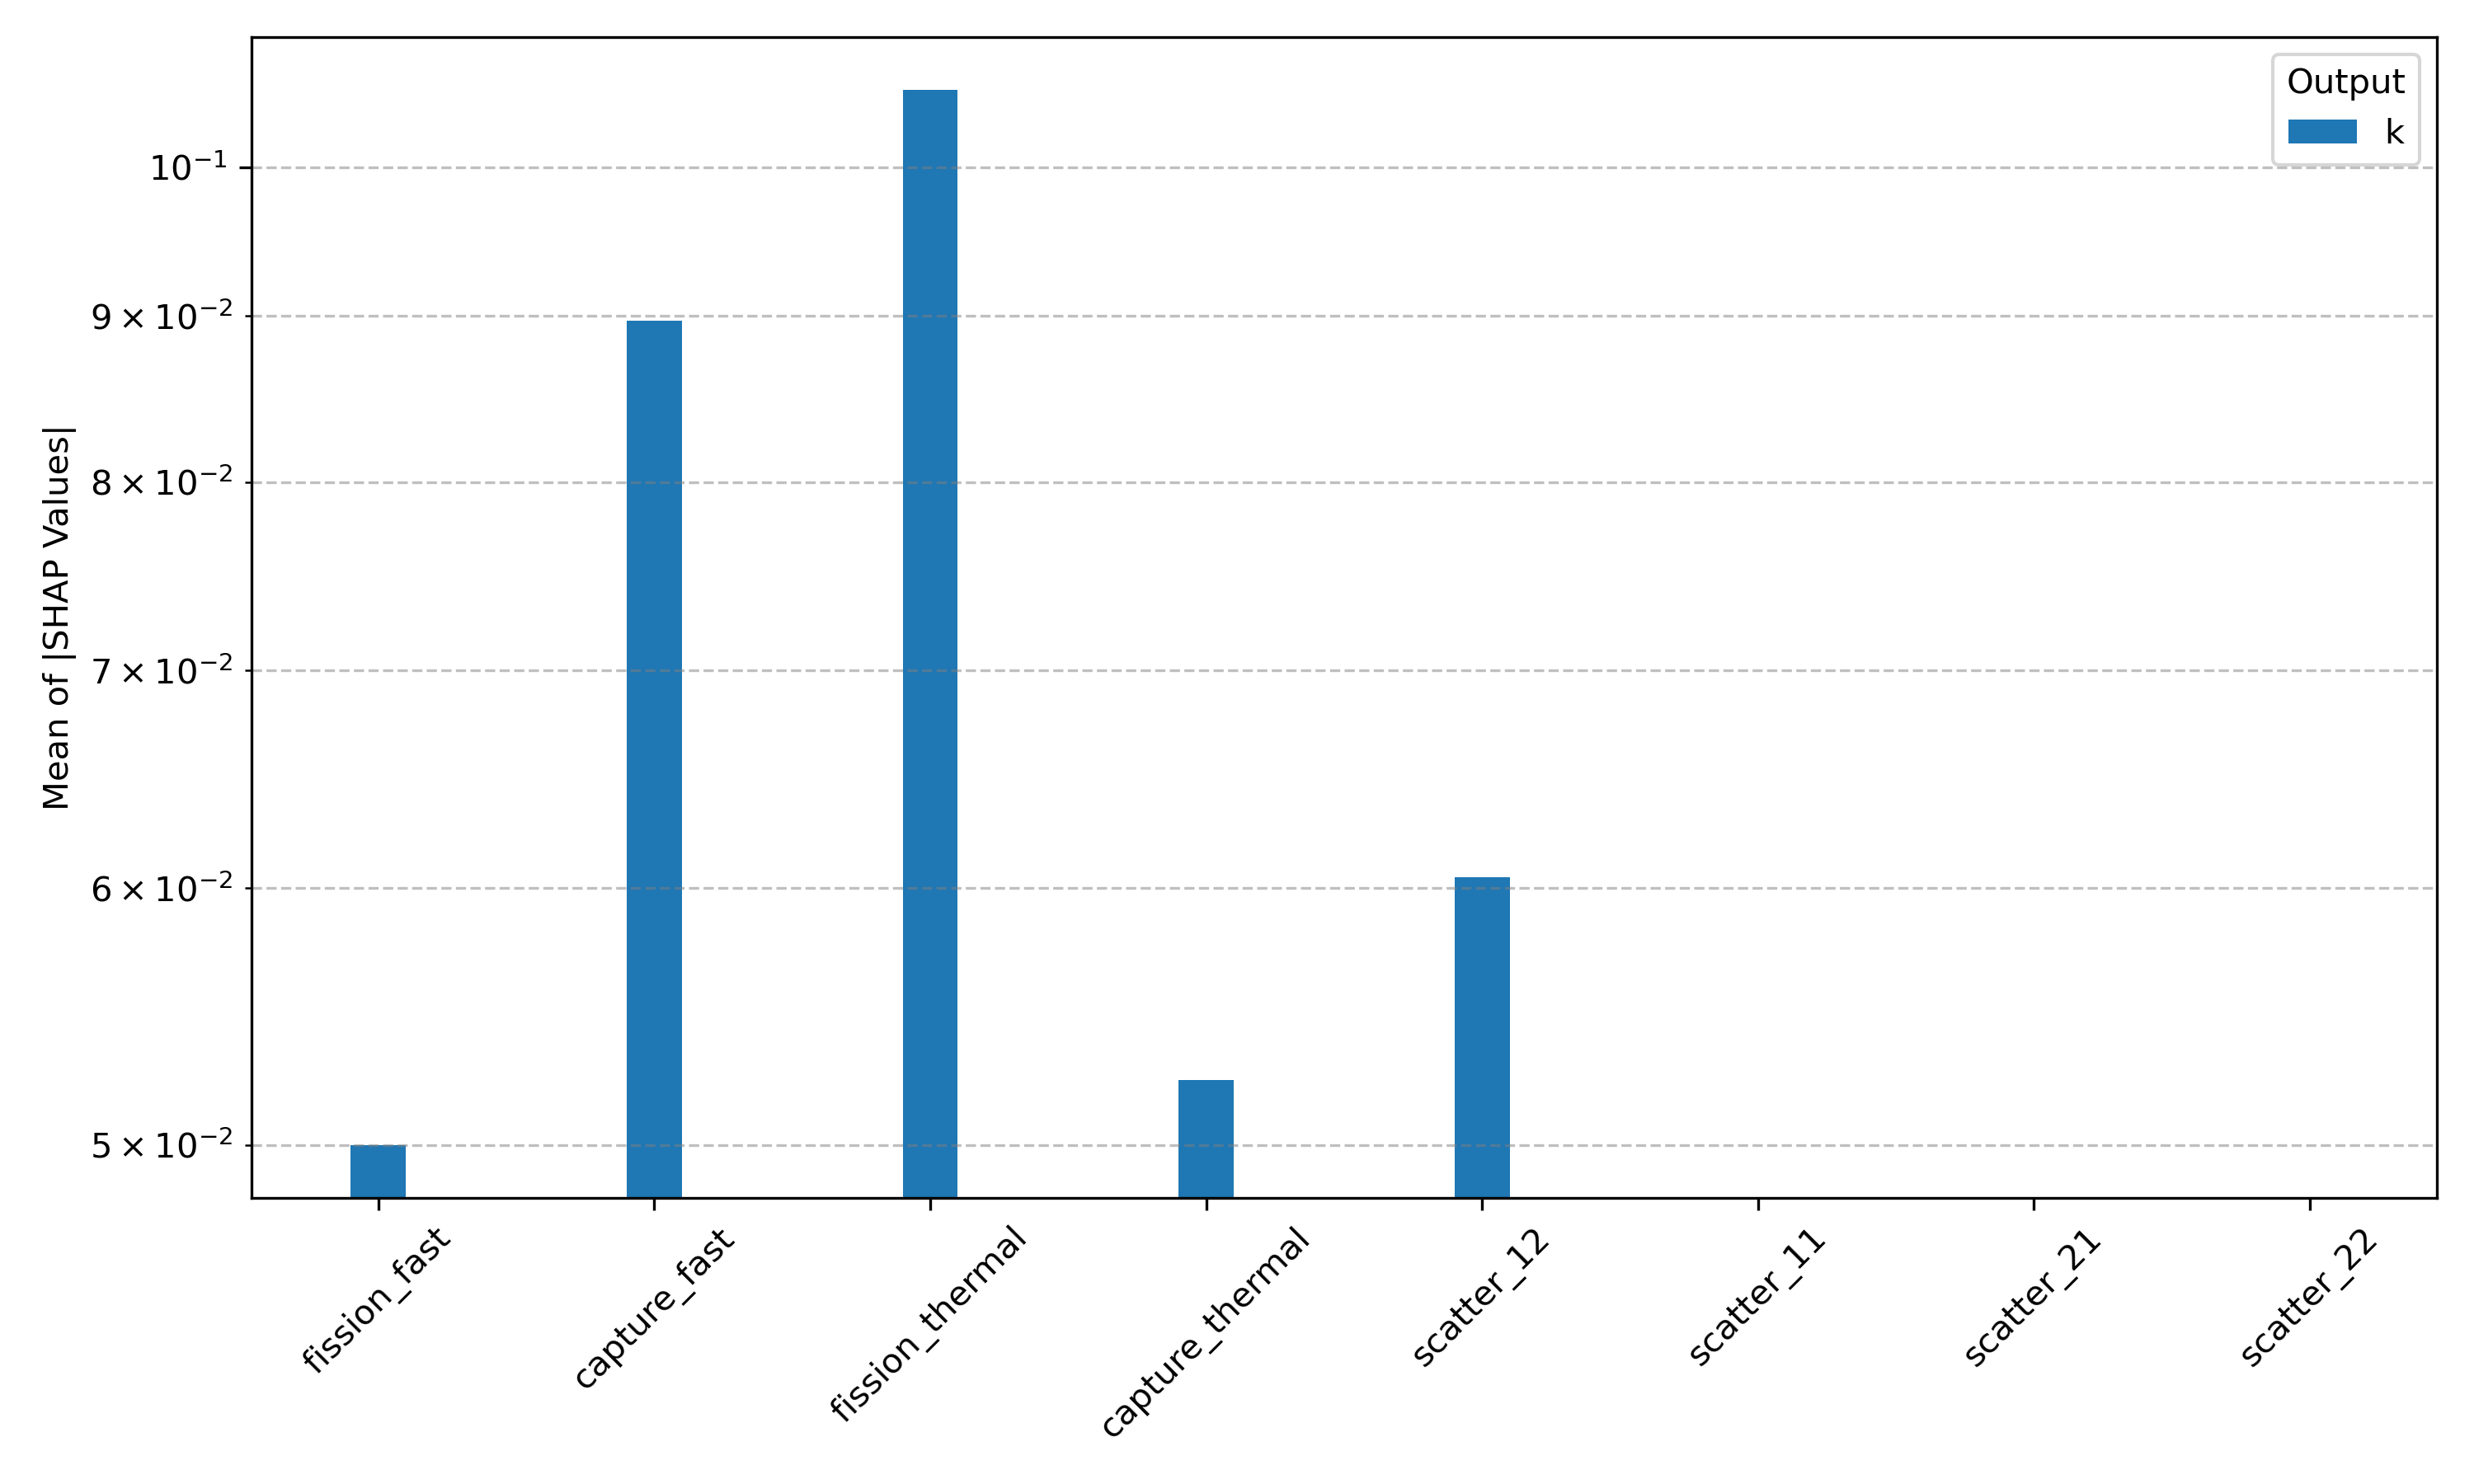 Output
k
10⁻¹
9 × 10⁻²
8 × 10⁻²
7 × 10⁻²
6 × 10⁻²
5 × 10⁻²
Mean of |SHAP Values|
fission_fast
capture_fast
fission_thermal
capture_thermal
scatter_12
scatter_11
scatter_21
scatter_22